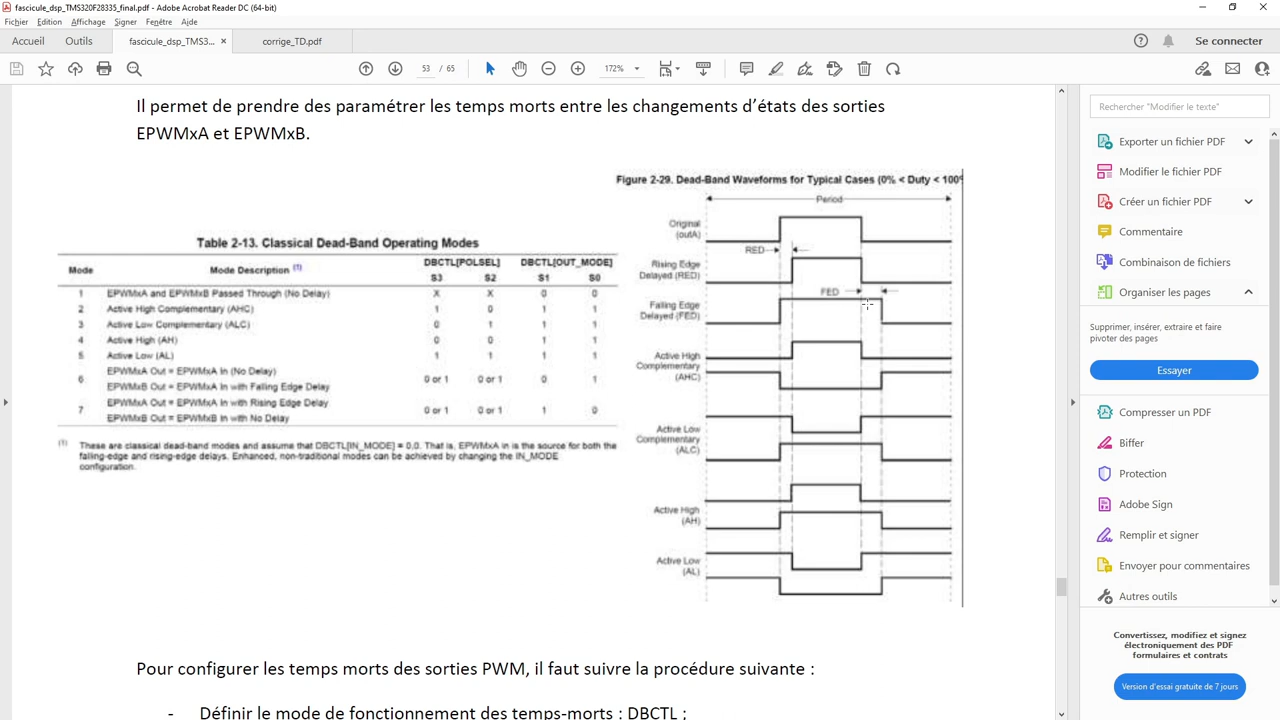 fascicule_dsp_TMS320F28335_final.pdf - Adobe Acrobat Reader DC (64-bit)
Fichier Edition Affichage Signer Fenêtre Aide
Accueil Outils fascicule_dsp_TMS3... × corrige_TD.pdf Se connecter
53 / 65 172%
Il permet de prendre des paramétrer les temps morts entre les changements d’états des sorties
EPWMxA et EPWMxB.
Table 2-13. Classical Dead-Band Operating Modes
DBCTL[POLSEL] DBCTL[OUT_MODE]
Mode Mode Description (1) S3 S2 S1 S0
1 EPWMxA and EPWMxB Passed Through (No Delay) X X 0 0
2 Active High Complementary (AHC) 1 0 1 1
3 Active Low Complementary (ALC) 0 1 1 1
4 Active High (AH) 0 0 1 1
5 Active Low (AL) 1 1 1 1
EPWMxA Out = EPWMxA In (No Delay)
6 0 or 1 0 or 1 0 1
EPWMxB Out = EPWMxA In with Falling Edge Delay
EPWMxA Out = EPWMxA In with Rising Edge Delay
7 0 or 1 0 or 1 1 0
EPWMxB Out = EPWMxB In with No Delay
(1) These are classical dead-band modes and assume that DBCTL[IN_MODE] = 0,0. That is, EPWMxA in is the source for both the
falling-edge and rising-edge delays. Enhanced, non-traditional modes can be achieved by changing the IN_MODE
configuration.
Figure 2-29. Dead-Band Waveforms for Typical Cases (0% < Duty < 100%
Period
Original
(outA)
RED
Rising Edge
Delayed (RED)
FED
Falling Edge
Delayed (FED)
Active High
Complementary
(AHC)
Active Low
Complementary
(ALC)
Active High
(AH)
Active Low
(AL)
Pour configurer les temps morts des sorties PWM, il faut suivre la procédure suivante :
- Définir le mode de fonctionnement des temps-morts : DBCTL ;
Rechercher "Modifier le texte"
Exporter un fichier PDF
Modifier le fichier PDF
Créer un fichier PDF
Commentaire
Combinaison de fichiers
Organiser les pages
Supprimer, insérer, extraire et faire
pivoter des pages
Essayer
Compresser un PDF
Biffer
Protection
Adobe Sign
Remplir et signer
Envoyer pour commentaires
Autres outils
Convertissez, modifiez et signez
électroniquement des PDF
formulaires et contrats
Version d'essai gratuite de 7 jours